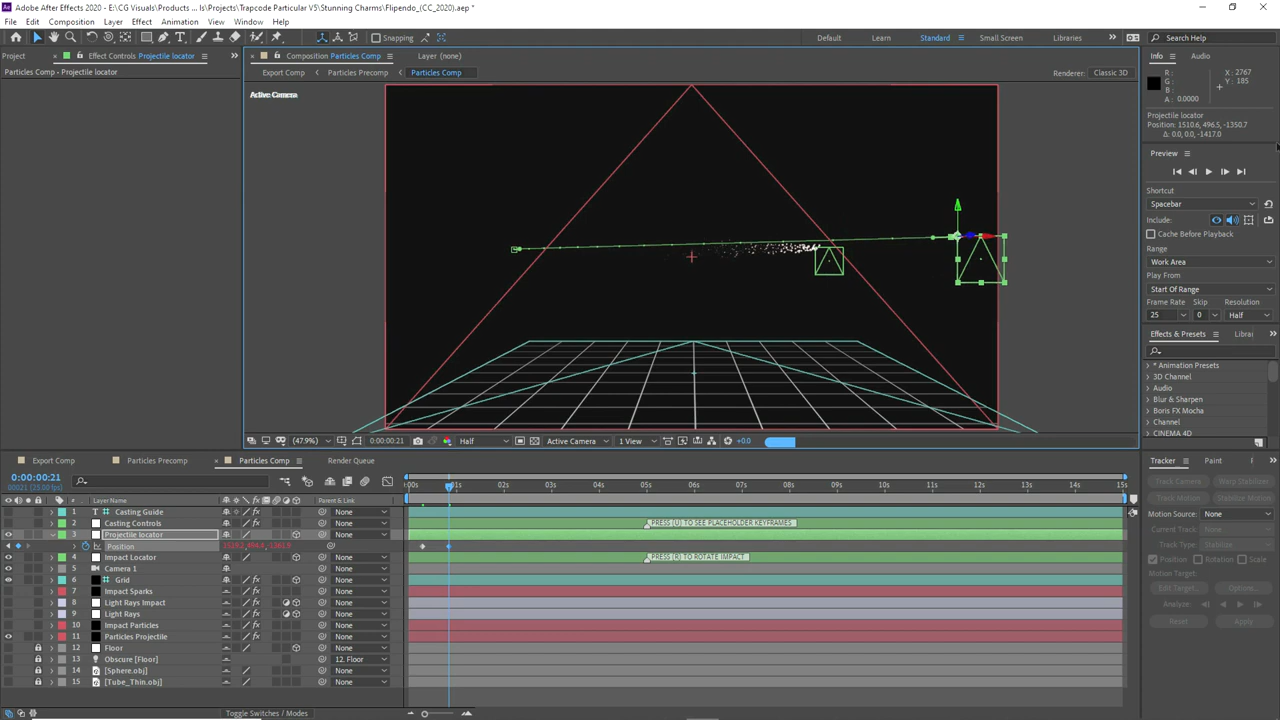 Adobe After Effects 2020 - E:\CG Visuals\Products ... ls\Projects\Trapcode Particular V5\Stunning Charms\Flipendo_(CC_2020).aep *
File Edit Composition Layer Effect Animation View Window Help
Snapping Default Learn Standard Small Screen Libraries Search Help
Project Effect Controls Projectile locator Composition Particles Comp Layer (none) Info Audio
Particles Comp • Projectile locator Export Comp Particles Precomp Particles Comp Renderer: Classic 3D
Active Camera
R :
G :
B :
A : 0.0000
X : 2767
Y : 185
Projectile locator
Position: 1510.6, 496.5, -1350.7
Δ: 0.0, 0.0, -1417.0
Preview
Shortcut
Spacebar
Include:
Cache Before Playback
Range
Work Area
Play From
Start Of Range
Frame Rate Skip Resolution
25 0 Half
Effects & Presets Librai
* Animation Presets
3D Channel
Audio
Blur & Sharpen
Boris FX Mocha
Channel
CINEMA 4D
(47.9%) 0:00:00:21 Half Active Camera 1 View +0.0
Export Comp Particles Precomp Particles Comp Render Queue
0:00:00:21
00021 (25.00 fps)
:00s 01s 02s 03s 04s 05s 06s 07s 08s 09s 10s 11s 12s 13s 14s 15s
# Layer Name Parent & Link
1 T Casting Guide None
2 Casting Controls None PRESS [U] TO SEE PLACEHOLDER KEYFRAMES
3 Projectile locator None
Position
4 Impact Locator None PRESS [R] TO ROTATE IMPACT
5 Camera 1 None
6 Grid None
7 Impact Sparks None
8 Light Rays Impact None
9 Light Rays None
10 Impact Particles None
11 Particles Projectile None
12 Floor None
13 Obscure [Floor] 12. Floor
14 [Sphere.obj] None
15 [Tube_Thin.obj] None
Toggle Switches / Modes
Tracker Paint
Track Camera Warp Stabilizer
Track Motion Stabilize Motion
Motion Source: None
Current Track: None
Track Type: Stabilize
Position Rotation Scale
Motion Target:
Edit Target... Options...
Analyze:
Reset Apply